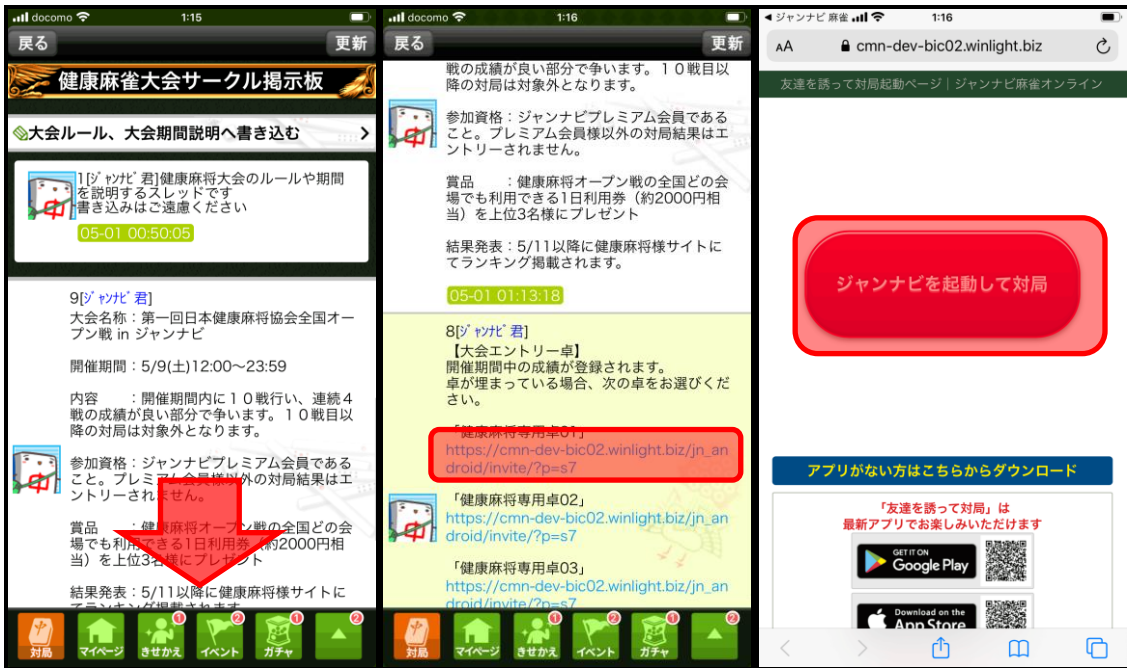 docomo
1:15
戻る
更新
健康麻雀大会サークル掲示板
大会ルール、大会期間説明へ書き込む
1[ｼﾞｬﾝﾅﾋﾞ君]健康麻将大会のルールや期間
を説明するスレッドです
書き込みはご遠慮ください
05-01 00:50:05
9[ｼﾞｬﾝﾅﾋﾞ君]
大会名称：第一回日本健康麻将協会全国オー
プン戦 in ジャンナビ
開催期間：5/9(土)12:00～23:59
内容　　：開催期間内に１０戦行い、連続４
戦の成績が良い部分で争います。１０戦目以
降の対局は対象外となります。
参加資格：ジャンナビプレミアム会員である
こと。プレミアム会員様以外の対局結果はエ
ントリーされません。
賞品　　：健康麻将オープン戦の全国どの会
場でも利用できる1日利用券（約2000円相
当）を上位3名様にプレゼント
結果発表：5/11以降に健康麻将様サイトに
てランキング掲載されます
対局
マイページ
1
きせかえ
2
イベント
1
ガチャ
2
docomo
1:16
戻る
更新
戦の成績が良い部分で争います。１０戦目以
降の対局は対象外となります。
参加資格：ジャンナビプレミアム会員である
こと。プレミアム会員様以外の対局結果はエ
ントリーされません。
賞品　　：健康麻将オープン戦の全国どの会
場でも利用できる1日利用券（約2000円相
当）を上位3名様にプレゼント
結果発表：5/11以降に健康麻将様サイトに
てランキング掲載されます。
05-01 01:13:18
8[ｼﾞｬﾝﾅﾋﾞ君]
【大会エントリー卓】
開催期間中の成績が登録されます。
卓が埋まっている場合、次の卓をお選びくだ
さい。
「健康麻将専用卓01」
https://cmn-dev-bic02.winlight.biz/jn_an
droid/invite/?p=s7
「健康麻将専用卓02」
https://cmn-dev-bic02.winlight.biz/jn_an
droid/invite/?p=s7
「健康麻将専用卓03」
https://cmn-dev-bic02.winlight.biz/jn_an
droid/invite/?p=s7
対局
マイページ
1
きせかえ
2
イベント
1
ガチャ
2
ジャンナビ麻雀
1:16
AA
cmn-dev-bic02.winlight.biz
友達を誘って対局起動ページ｜ジャンナビ麻雀オンライン
ジャンナビを起動して対局
アプリがない方はこちらからダウンロード
「友達を誘って対局」は
最新アプリでお楽しみいただけます
GET IT ON
Google Play
Download on the
App Store